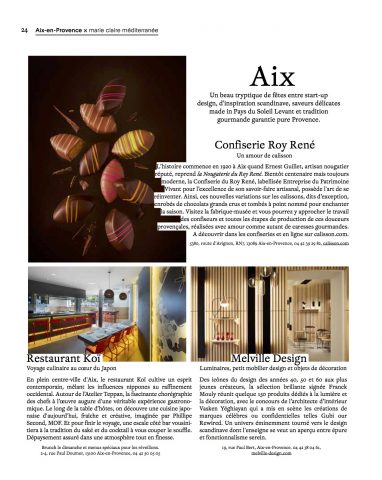 24 Aix-en-Provence x marie claire méditerranée
Aix
Un beau tryptique de fêtes entre start-up
design, d'inspiration scandinave, saveurs délicates
made in Pays du Soleil Levant et tradition
gourmande garantie pure Provence.
Confiserie Roy René
Un amour de calisson
L'histoire commence en 1920 à Aix quand Ernest Guillet, artisan nougatier
réputé, reprend la Nougaterie du Roy René. Bientôt centenaire mais toujours
moderne, la Confiserie du Roy René, labellisée Entreprise du Patrimoine
Vivant pour l'excellence de son savoir-faire artisanal, possède l'art de se
réinventer. Ainsi, ces nouvelles variations sur les calissons, dits d'exception,
enrobés de chocolats grands crus et tombés à point nommé pour enchanter
la saison. Visitez la fabrique-musée et vous pourrez y approcher le travail
des confiseurs et toutes les étapes de production de ces douceurs
provençales, réalisées avec amour comme autant de caresses gourmandes.
A découvrir dans les confiseries et en ligne sur calisson.com.
5380, route d'Avignon, RN7, 13089 Aix-en-Provence, 04 42 39 29 82, calisson.com
Restaurant Koï
Voyage culinaire au cœur du Japon
En plein centre-ville d'Aix, le restaurant Koï cultive un esprit
contemporain, mêlant les influences nippones au raffinement
occidental. Autour de l'Atelier Teppan, la fascinante chorégraphie
des chefs à l'œuvre augure d'une véritable expérience gastrono-
mique. Le long de la table d'hôtes, on découvre une cuisine japo-
naise d'aujourd'hui, fraîche et créative, imaginée par Philippe
Second, MOF. Et pour finir le voyage, une escale côté bar vousini-
tiera à la tradition du saké et du cocktail à vous couper le souffle.
Dépaysement assuré dans une atmosphère tout en finesse.
Brunch le dimanche et menus spéciaux pour les réveillons.
2-4, rue Paul Doumer, 13100 Aix-en-Provence, 04 42 50 05 05
Melville Design
Luminaires, petit mobilier design et objets de décoration
Des icônes du design des années 40, 50 et 60 aux plus
jeunes créateurs, la sélection brillante signée Franck
Mouly réunit quelque 150 produits dédiés à la lumière et
la décoration, avec le concours de l'architecte d'intérieur
Vasken Yéghiayan qui a mis en scène les créations de
marques célèbres ou confidentielles telles Gubi our
Rewired. Un univers éminemment tourné vers le design
scandinave dont l'enseigne se veut un aperçu entre épure
et fonctionnalisme serein.
19, rue Paul Bert, Aix-en-Provence, 04 42 38 04 61,
melville-design.com